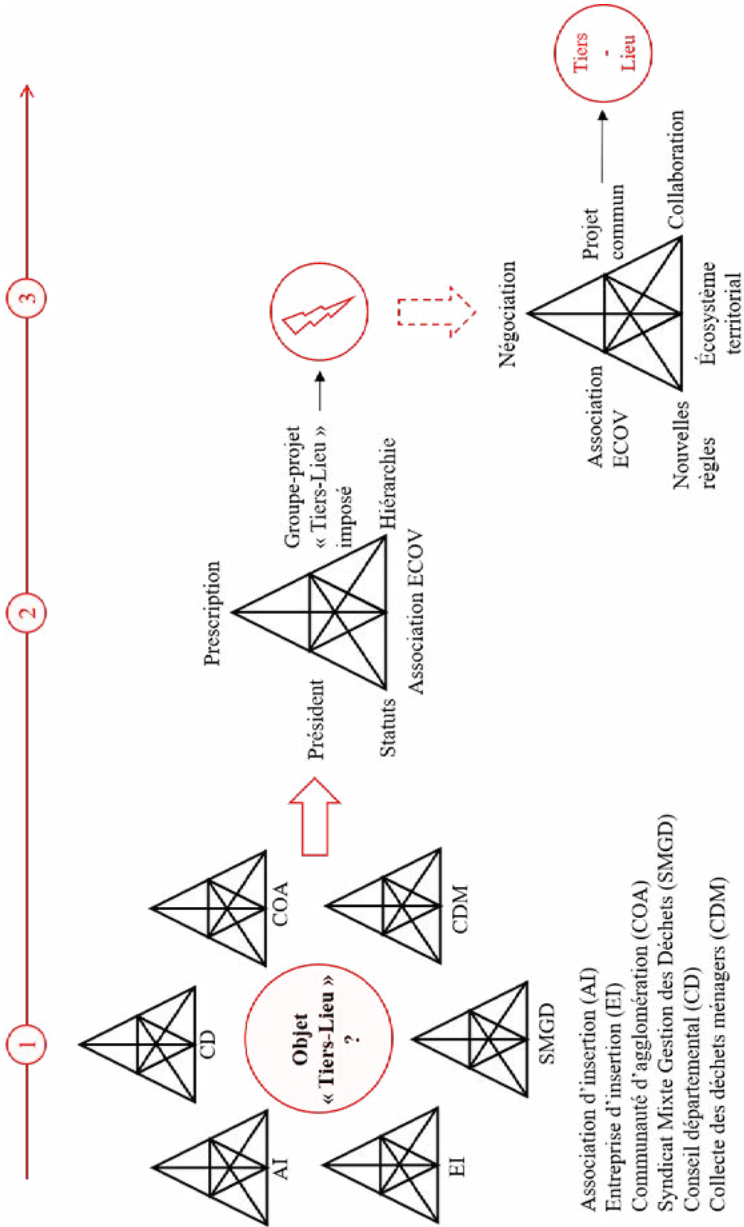 1
2
3
AI
CD
COA
EI
SMGD
CDM
Objet
« Tiers-Lieu »
?
Prescription
Président
Groupe-projet
« Tiers-Lieu »
imposé
Statuts
Hiérarchie
Association ECOV
Négociation
Association
ECOV
Projet
commun
Nouvelles
règles
Collaboration
Écosystème
territorial
Tiers
-
Lieu
Association d'insertion (AI)
Entreprise d'insertion (EI)
Communauté d'agglomération (COA)
Syndicat Mixte Gestion des Déchets (SMGD)
Conseil départemental (CD)
Collecte des déchets ménagers (CDM)